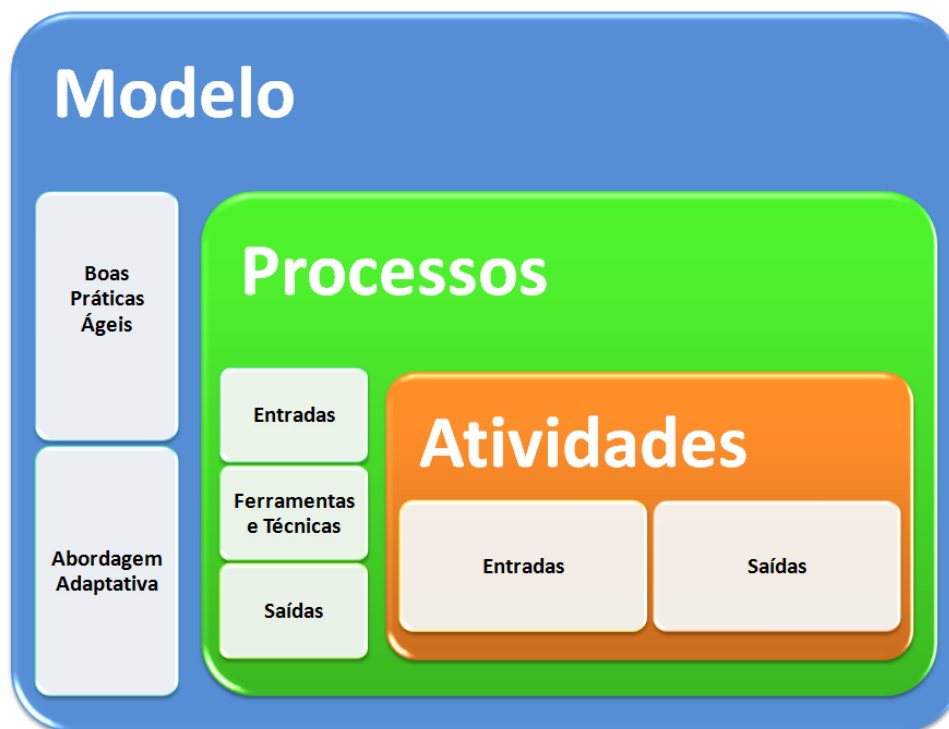 Modelo
Boas
Práticas
Ágeis
Abordagem
Adaptativa
Processos
Entradas
Ferramentas
e Técnicas
Saídas
Atividades
Entradas
Saídas